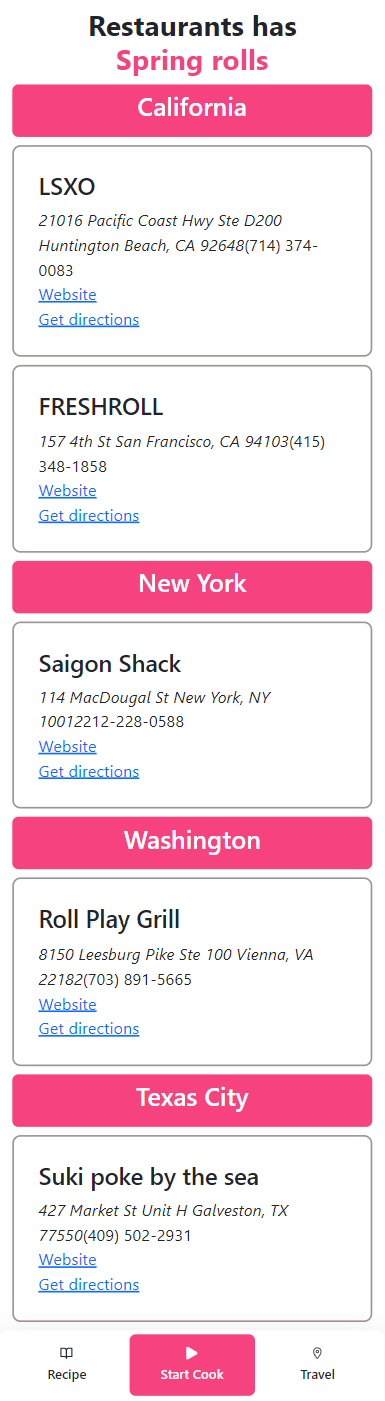 Restaurants has
Spring rolls
California
LSXO
21016 Pacific Coast Hwy Ste D200
Huntington Beach, CA 92648(714) 374-
0083
Website
Get directions
FRESHROLL
157 4th St San Francisco, CA 94103(415)
348-1858
Website
Get directions
New York
Saigon Shack
114 MacDougal St New York, NY
10012212-228-0588
Website
Get directions
Washington
Roll Play Grill
8150 Leesburg Pike Ste 100 Vienna, VA
22182(703) 891-5665
Website
Get directions
Texas City
Suki poke by the sea
427 Market St Unit H Galveston, TX
77550(409) 502-2931
Website
Get directions
Recipe
Start Cook
Travel